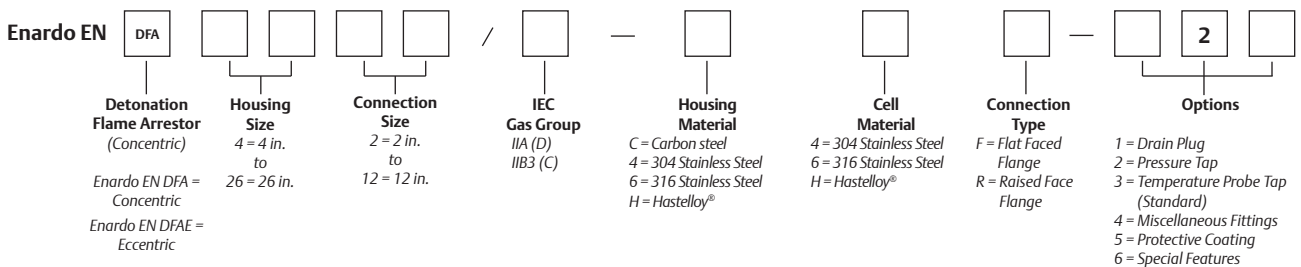 Enardo EN DFA / — — 2
Detonation
Flame Arrestor
(Concentric)
Enardo EN DFA =
Concentric
Enardo EN DFAE =
Eccentric
Housing
Size
4 = 4 in.
to
26 = 26 in.
Connection
Size
2 = 2 in.
to
12 = 12 in.
IEC
Gas Group
IIA (D)
IIB3 (C)
Housing
Material
C = Carbon steel
4 = 304 Stainless Steel
6 = 316 Stainless Steel
H = Hastelloy®
Cell
Material
4 = 304 Stainless Steel
6 = 316 Stainless Steel
H = Hastelloy®
Connection
Type
F = Flat Faced
Flange
R = Raised Face
Flange
Options
1 = Drain Plug
2 = Pressure Tap
3 = Temperature Probe Tap
(Standard)
4 = Miscellaneous Fittings
5 = Protective Coating
6 = Special Features